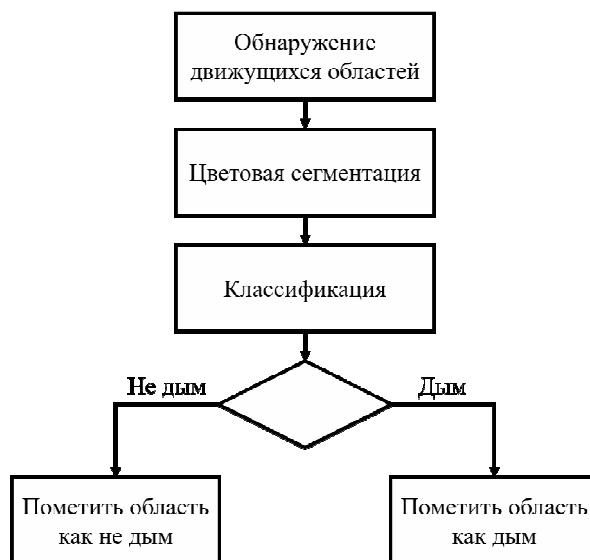 Обнаружение
движущихся областей
Цветовая сегментация
Классификация
Не дым
Дым
Пометить область
как не дым
Пометить область
как дым